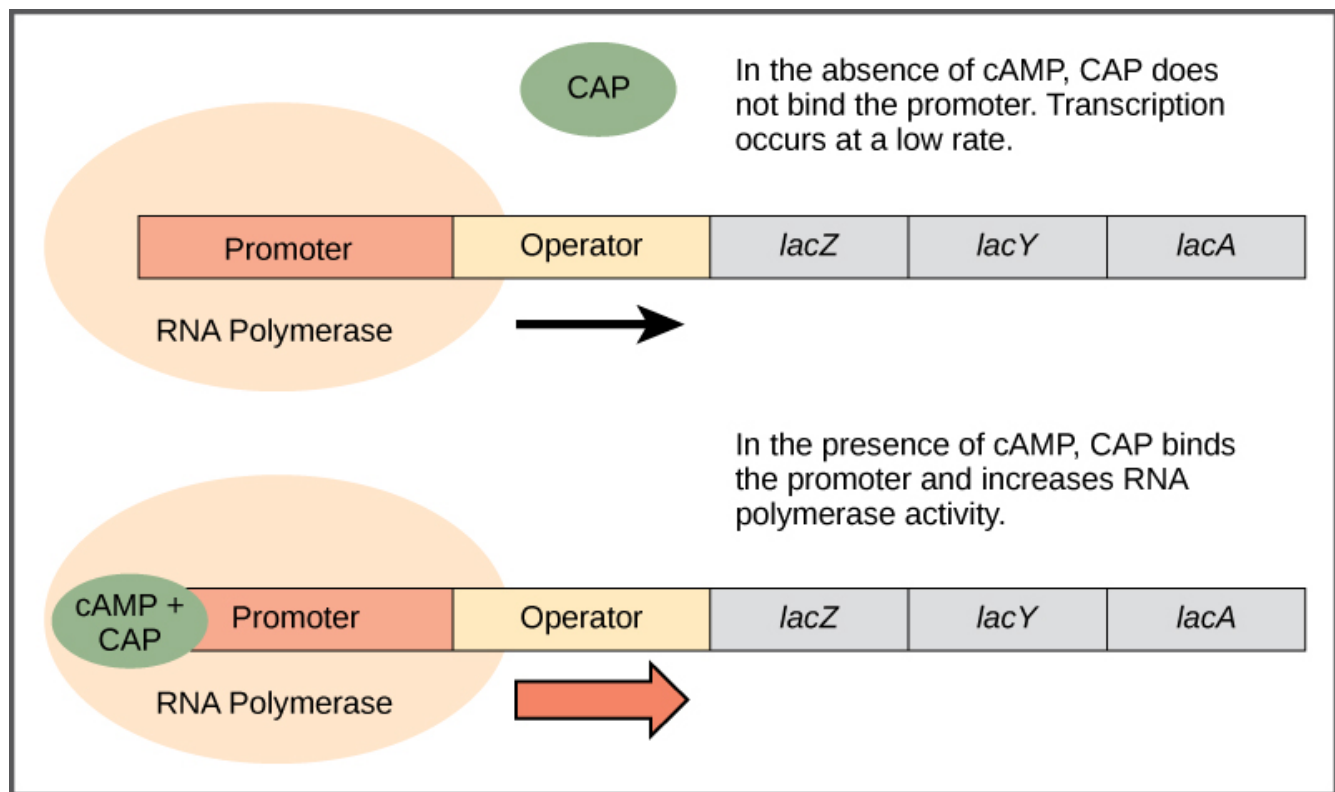 CAP
In the absence of cAMP, CAP does
not bind the promoter. Transcription
occurs at a low rate.
Promoter
Operator
lacZ
lacY
lacA
RNA Polymerase
In the presence of cAMP, CAP binds
the promoter and increases RNA
polymerase activity.
cAMP +
CAP
Promoter
Operator
lacZ
lacY
lacA
RNA Polymerase